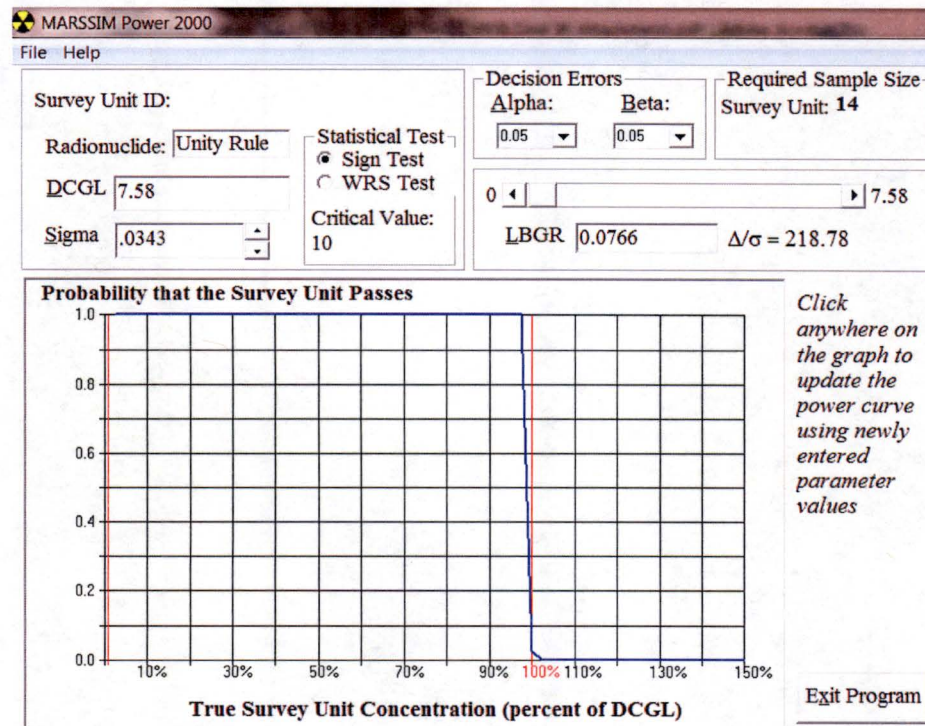 MARSSIM Power 2000
File Help
Survey Unit ID:
Radionuclide: Unity Rule
DCGL 7.58
Sigma .0343
Statistical Test
Sign Test
WRS Test
Critical Value:
10
Decision Errors
Alpha: Beta:
0.05 0.05
Required Sample Size
Survey Unit: 14
0 7.58
LBGR 0.0766 Δ/σ = 218.78
Probability that the Survey Unit Passes
1.0
0.8
0.6
0.4
0.2
0.0
10% 30% 50% 70% 90% 100% 110% 130% 150%
True Survey Unit Concentration (percent of DCGL)
Click
anywhere on
the graph to
update the
power curve
using newly
entered
parameter
values
Exit Program